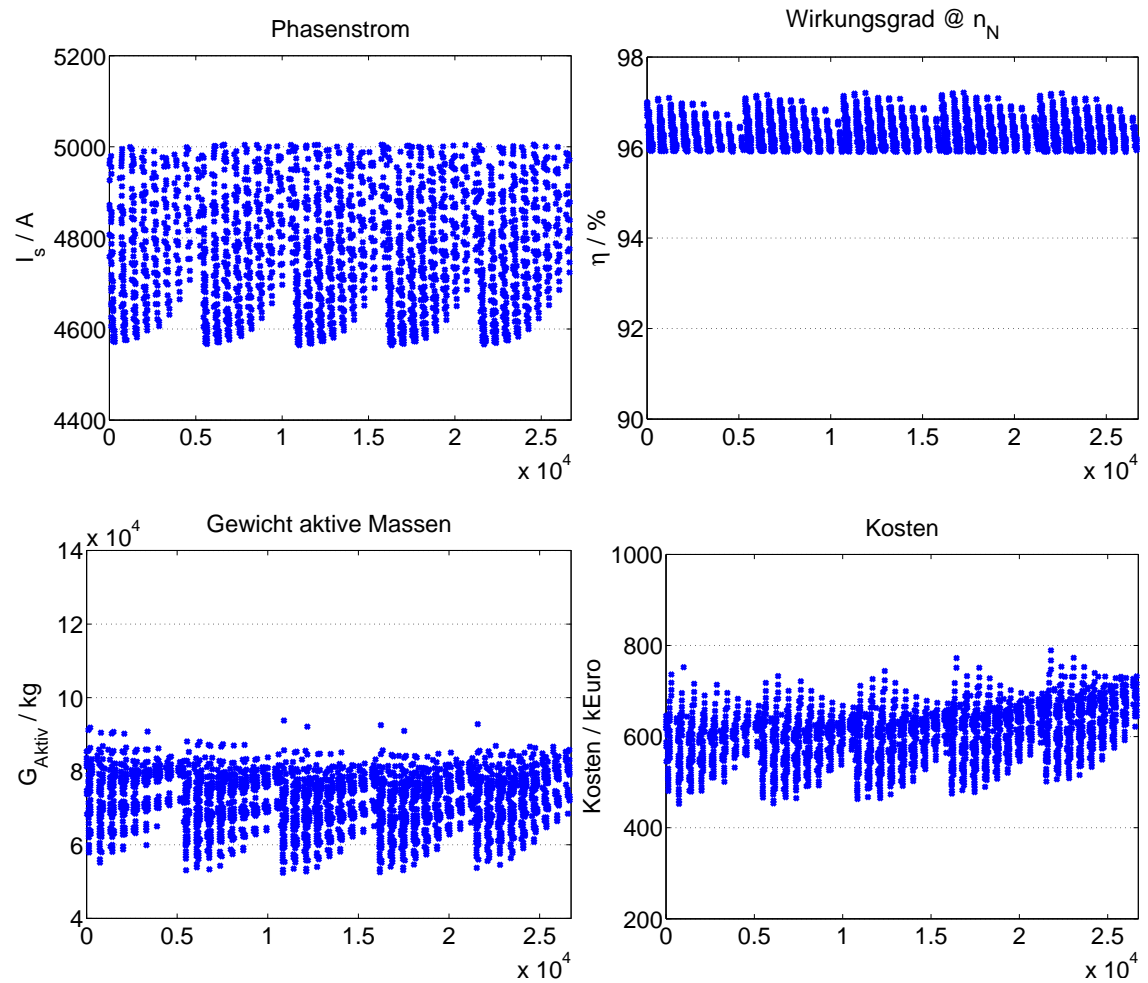 Phasenstrom
5200
5000
4800
4600
4400
I_s / A
0 0.5 1 1.5 2 2.5
x 10^4
Wirkungsgrad @ n_N
98
96
94
92
90
η / %
0 0.5 1 1.5 2 2.5
x 10^4
Gewicht aktive Massen
x 10^4
14
12
10
8
6
4
G_Aktiv / kg
0 0.5 1 1.5 2 2.5
x 10^4
Kosten
1000
800
600
400
200
Kosten / kEuro
0 0.5 1 1.5 2 2.5
x 10^4